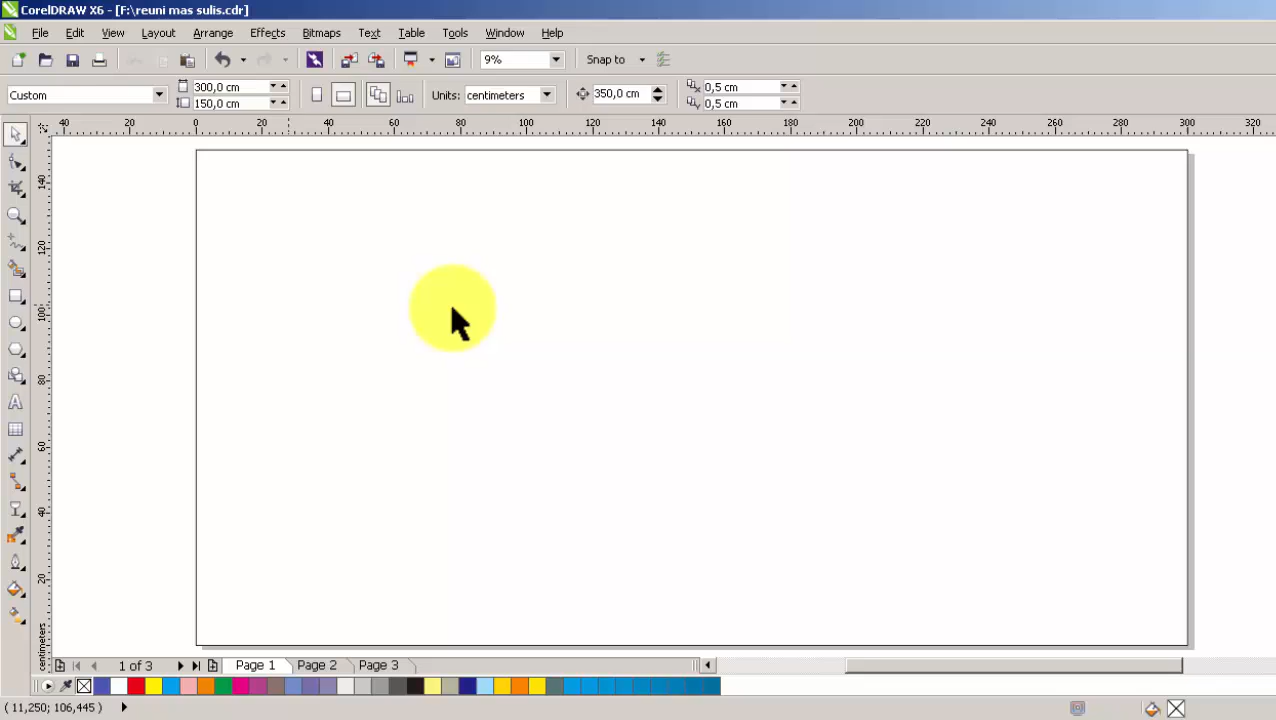 CorelDRAW X6 - [F:\reuni mas sulis.cdr]
File Edit View Layout Arrange Effects Bitmaps Text Table Tools Window Help
9% Snap to
Custom 300,0 cm 150,0 cm Units: centimeters 350,0 cm 0,5 cm 0,5 cm
40 20 0 20 40 60 80 100 120 140 160 180 200 220 240 260 280 300 320
140
120
100
80
60
40
20
centimeters
1 of 3 Page 1 Page 2 Page 3
( 11,250; 106,445 )